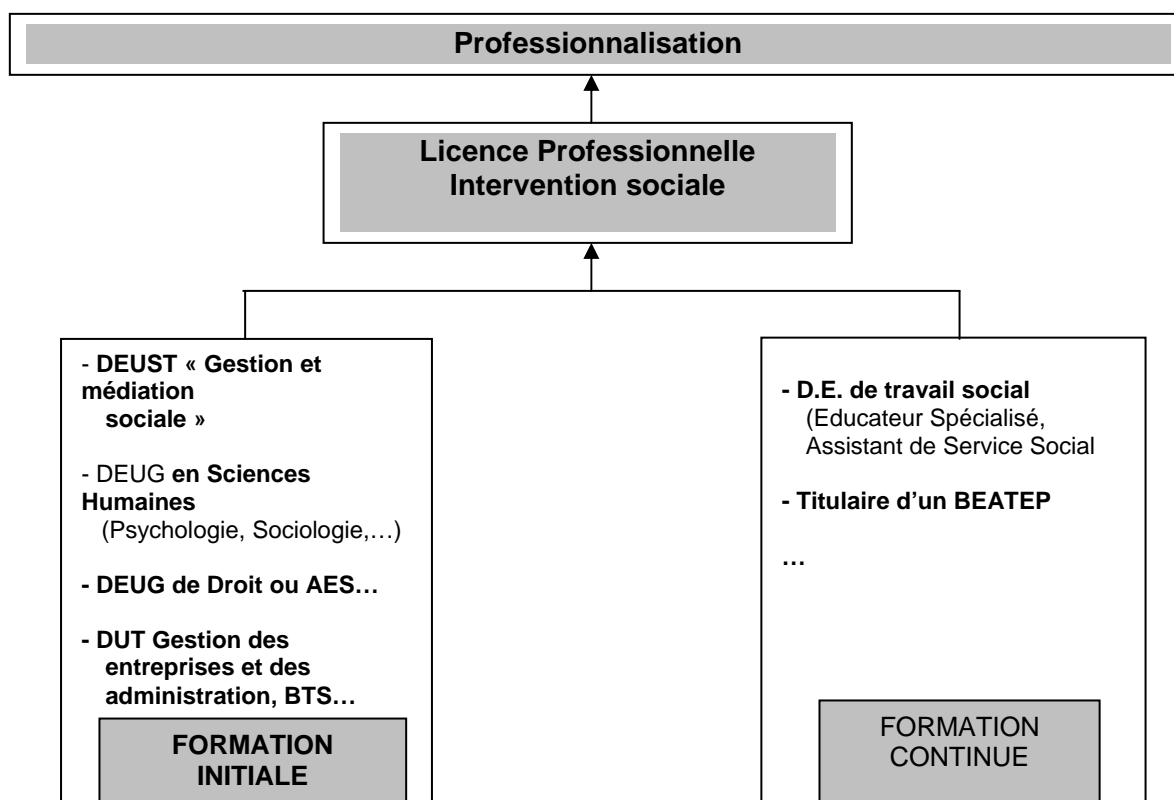 Professionnalisation
Licence Professionnelle
Intervention sociale
- DEUST « Gestion et
médiation
sociale »
- DEUG en Sciences
Humaines
(Psychologie, Sociologie,…)
- DEUG de Droit ou AES…
- DUT Gestion des
entreprises et des
administration, BTS…
FORMATION
INITIALE
- D.E. de travail social
(Educateur Spécialisé,
Assistant de Service Social
- Titulaire d’un BEATEP
…
FORMATION
CONTINUE